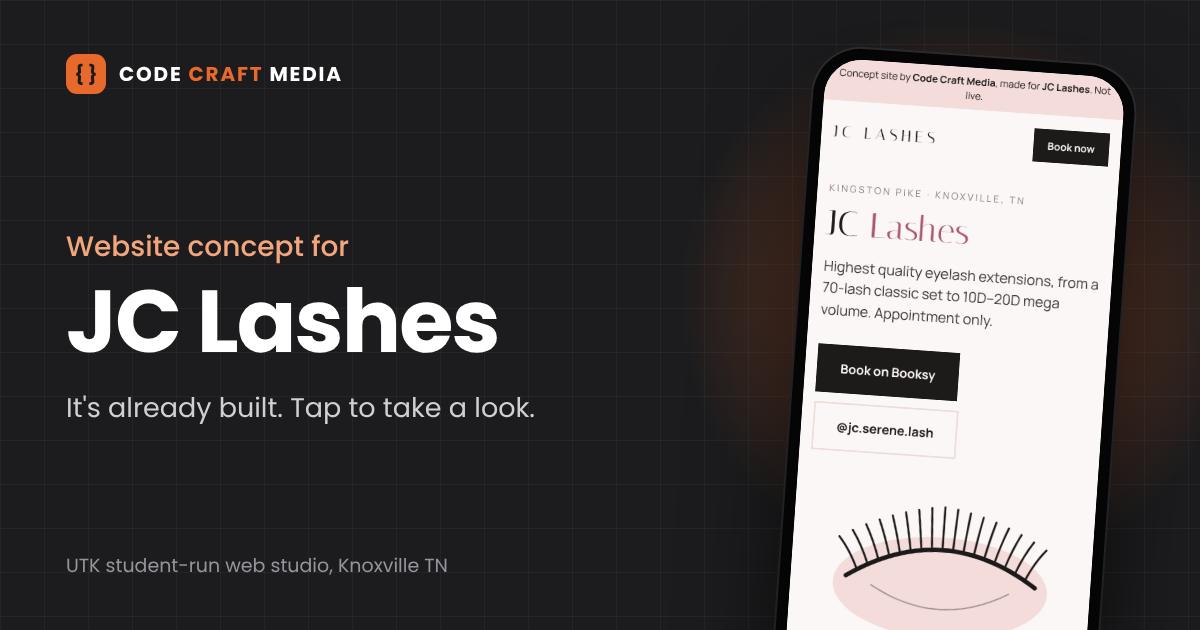 { } CODE CRAFT MEDIA
Website concept for
JC Lashes
It's already built. Tap to take a look.
UTK student-run web studio, Knoxville TN
Concept site by Code Craft Media, made for JC Lashes. Not
live.
JC LASHES
Book now
KINGSTON PIKE · KNOXVILLE, TN
JC Lashes
Highest quality eyelash extensions, from a
70-lash classic set to 10D–20D mega
volume. Appointment only.
Book on Booksy
@jc.serene.lash